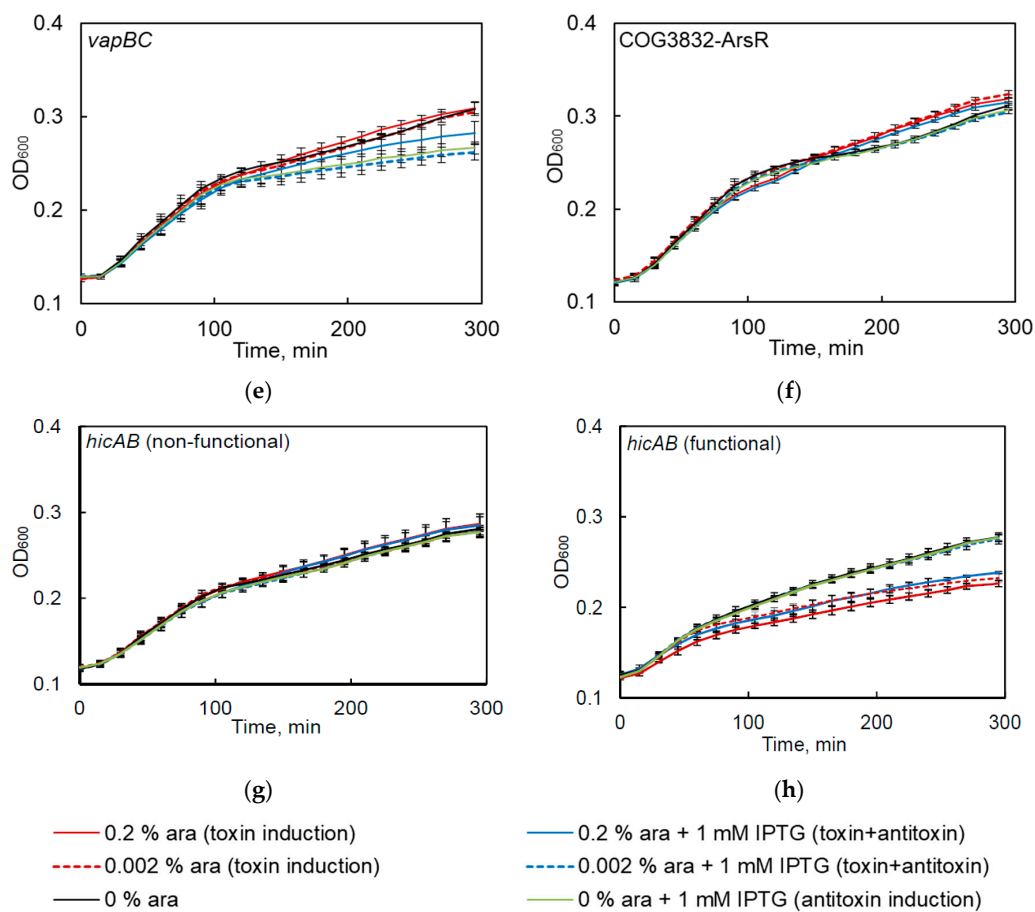 0.4
vapBC
0.3
OD600
0.2
0.1
0 100 200 300
Time, min
(e)
0.4
COG3832-ArsR
0.3
OD600
0.2
0.1
0 100 200 300
Time, min
(f)
0.4
hicAB (non-functional)
0.3
OD600
0.2
0.1
0 100 200 300
Time, min
(g)
0.4
hicAB (functional)
0.3
OD600
0.2
0.1
0 100 200 300
Time, min
(h)
0.2 % ara (toxin induction)
0.002 % ara (toxin induction)
0 % ara
0.2 % ara + 1 mM IPTG (toxin+antitoxin)
0.002 % ara + 1 mM IPTG (toxin+antitoxin)
0 % ara + 1 mM IPTG (antitoxin induction)